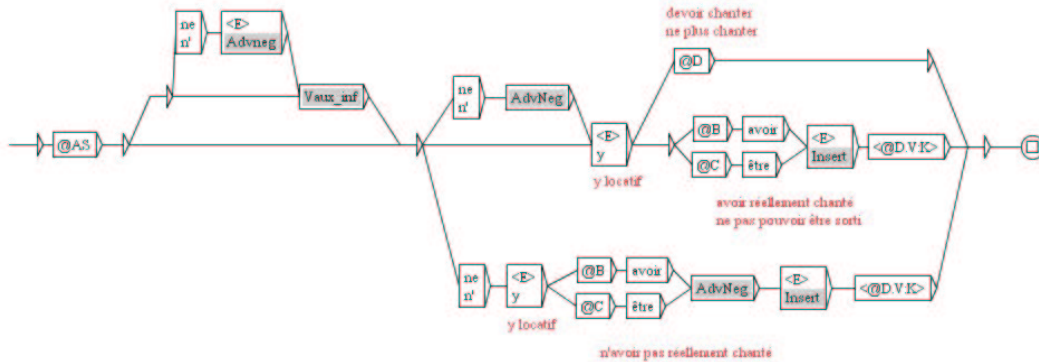 ne
n'
<E>
Advneg
Vaux_inf
@AS
devoir chanter
ne plus chanter
@D
ne
n'
AdvNeg
<E>
y
y locatif
@B
avoir
@C
être
<E>
Insert
<@D.V:K>
avoir réellement chanté
ne pas pouvoir être sorti
ne
n'
<E>
y
y locatif
@B
avoir
@C
être
AdvNeg
<E>
Insert
<@D.V:K>
n'avoir pas réellement chanté